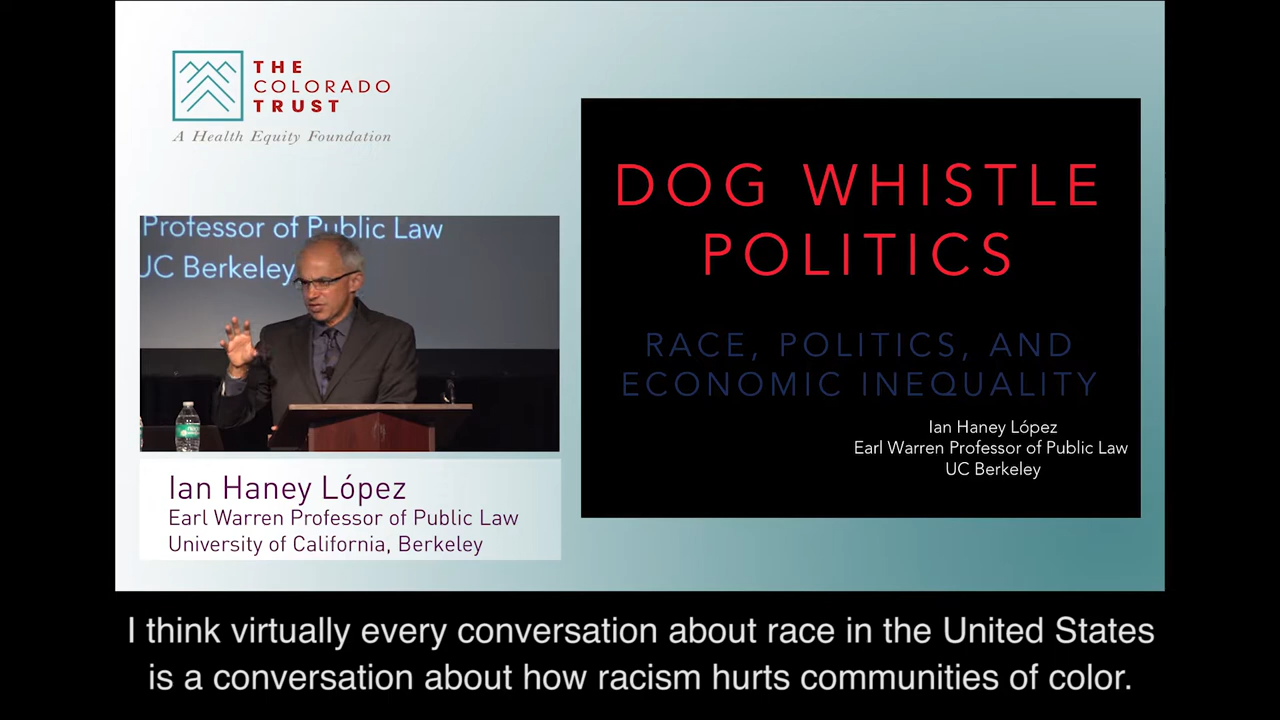 THE
COLORADO
TRUST
A Health Equity Foundation
Professor of Public Law
UC Berkeley
Ian Haney López
Earl Warren Professor of Public Law
University of California, Berkeley
DOG WHISTLE
POLITICS
RACE, POLITICS, AND
ECONOMIC INEQUALITY
Ian Haney López
Earl Warren Professor of Public Law
UC Berkeley
I think virtually every conversation about race in the United States
is a conversation about how racism hurts communities of color.